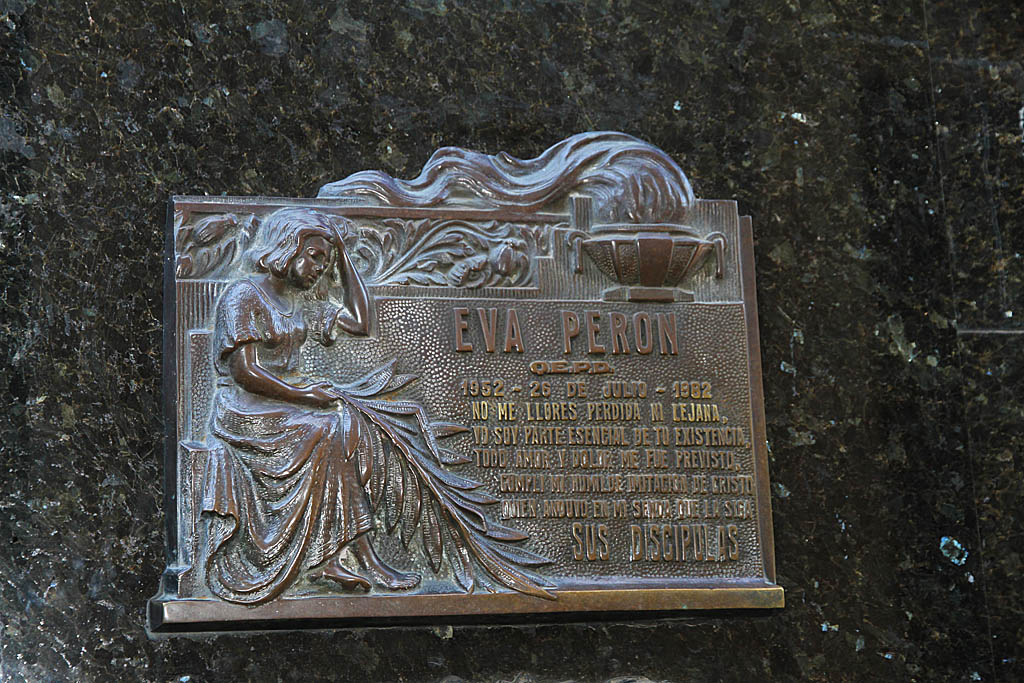 EVA PERON
Q.E.P.D.
1952 - 26 DE JULIO - 1982
NO ME LLORES PERDIDA NI LEJANA,
YO SOY PARTE ESENCIAL DE TU EXISTENCIA,
TODO AMOR Y DOLOR ME FUE PREVISTO,
CUMPLI MI HUMILDE IMITACION DE CRISTO
QUIEN ANDUVO EN MI SENDA QUE LA SIGA
SUS DISCIPULAS